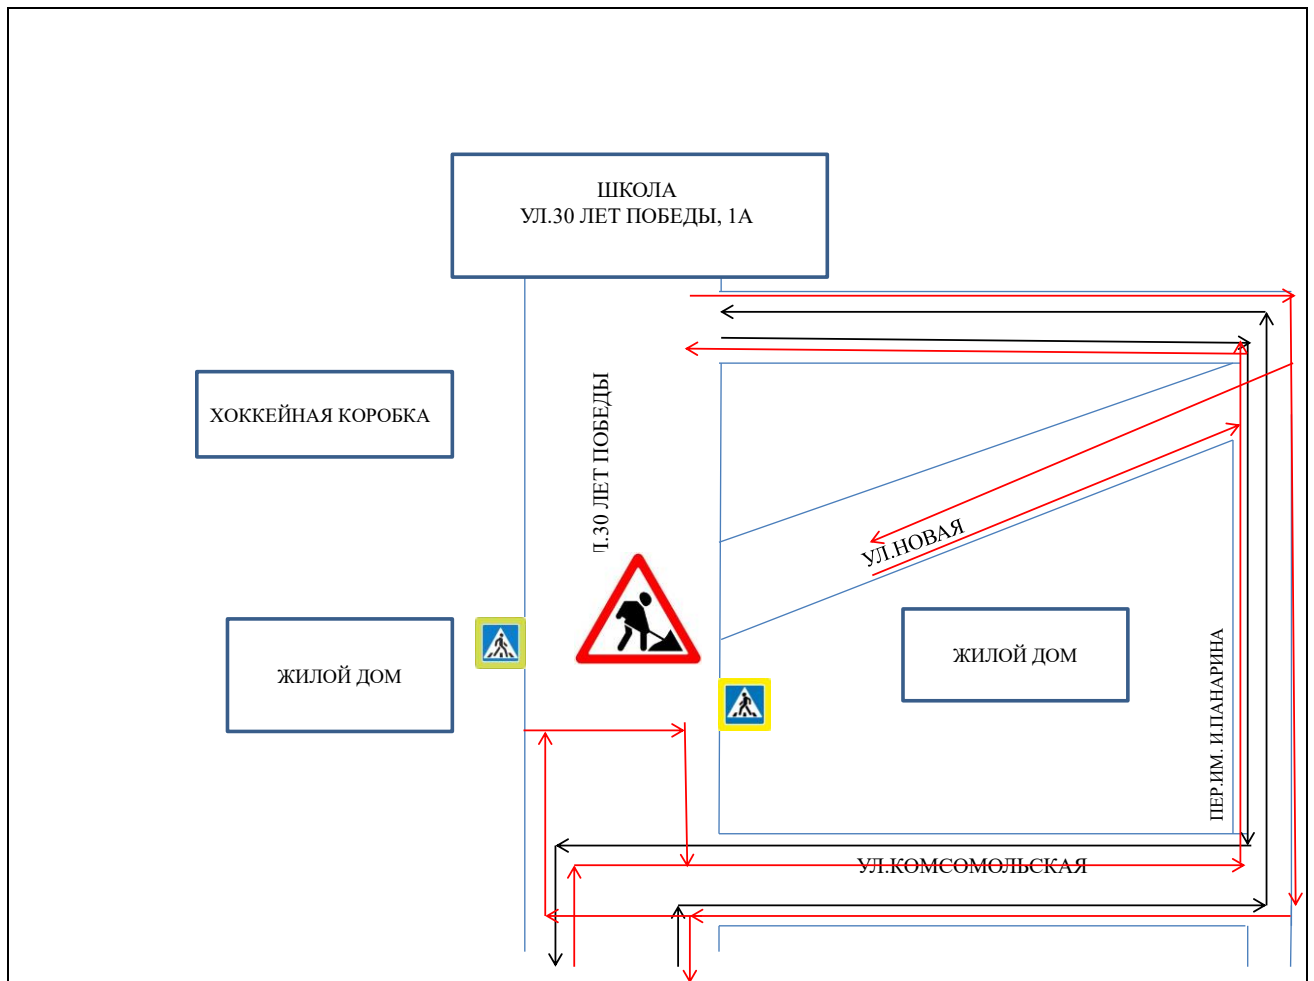 ШКОЛА
УЛ.30 ЛЕТ ПОБЕДЫ, 1А
ХОККЕЙНАЯ КОРОБКА
Л.30 ЛЕТ ПОБЕДЫ
УЛ.НОВАЯ
ЖИЛОЙ ДОМ
ЖИЛОЙ ДОМ
ПЕР.ИМ. И.ПАНАРИНА
УЛ.КОМСОМОЛЬСКАЯ